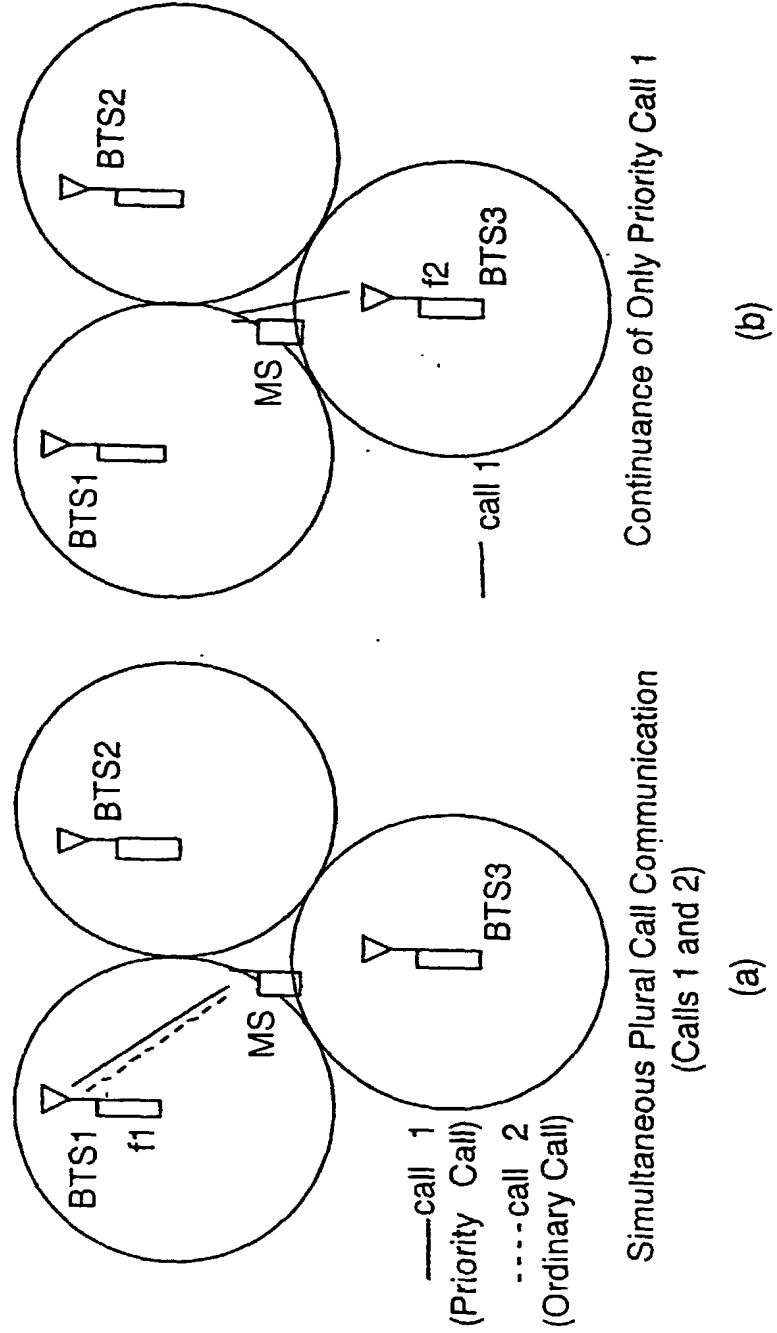 BTS1
f1
BTS2
MS
BTS3
call 1
(Priority Call)
call 2
(Ordinary Call)
Simultaneous Plural Call Communication
(Calls 1 and 2)
(a)
BTS1
BTS2
MS
f2
BTS3
call 1
Continuance of Only Priority Call 1
(b)